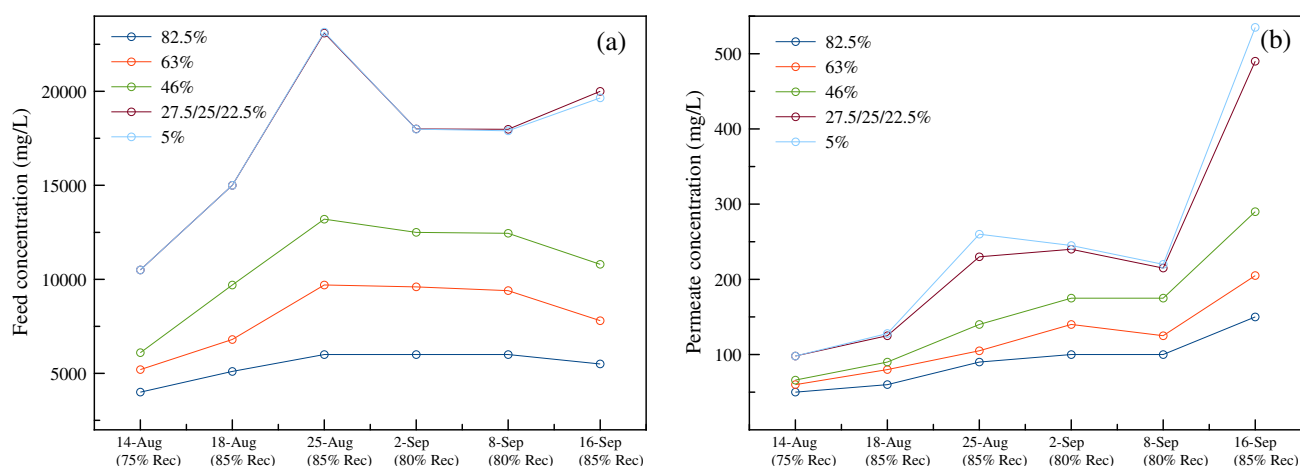 (a)
82.5%
63%
46%
27.5/25/22.5%
5%
Feed concentration (mg/L)
20000
15000
10000
5000
14-Aug 18-Aug 25-Aug 2-Sep 8-Sep 16-Sep
(75% Rec) (85% Rec) (85% Rec) (80% Rec) (80% Rec) (85% Rec)
(b)
82.5%
63%
46%
27.5/25/22.5%
5%
Permeate concentration (mg/L)
500
400
300
200
100
14-Aug 18-Aug 25-Aug 2-Sep 8-Sep 16-Sep
(75% Rec) (85% Rec) (85% Rec) (80% Rec) (80% Rec) (85% Rec)